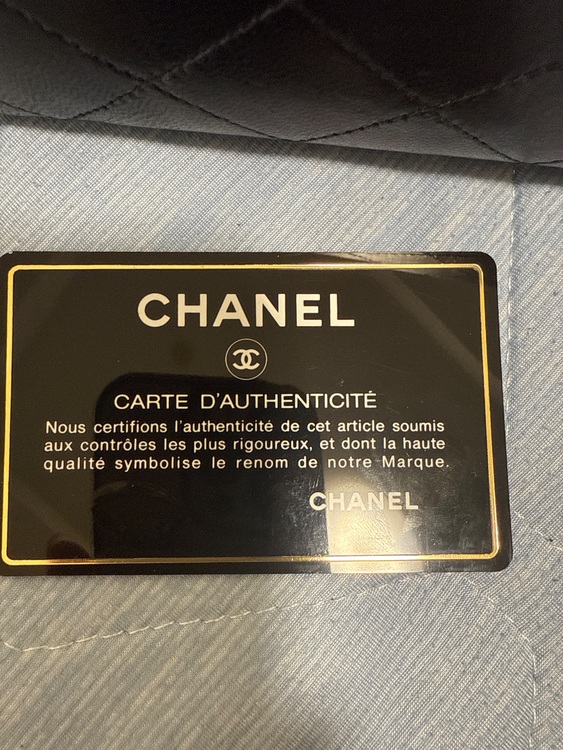 CHANEL
CARTE D'AUTHENTICITÉ
Nous certifions l'authenticité de cet article soumis
aux contrôles les plus rigoureux, et dont la haute
qualité symbolise le renom de notre Marque.
CHANEL